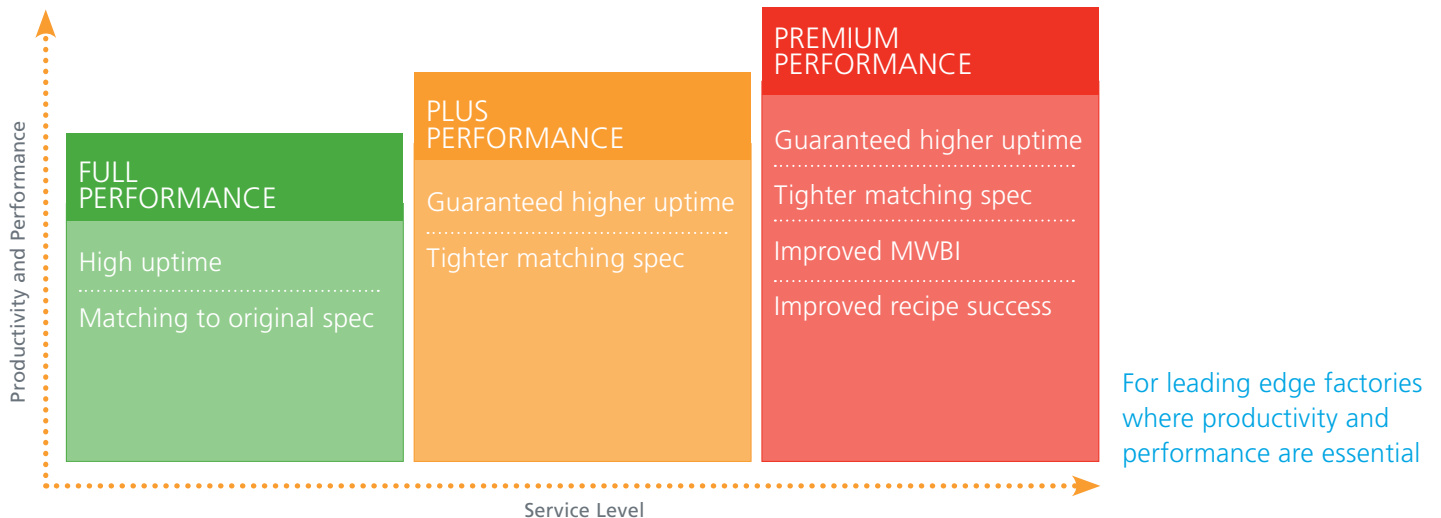 Productivity and Performance
FULL
PERFORMANCE
High uptime
Matching to original spec
PLUS
PERFORMANCE
Guaranteed higher uptime
Tighter matching spec
PREMIUM
PERFORMANCE
Guaranteed higher uptime
Tighter matching spec
Improved MWBI
Improved recipe success
For leading edge factories
where productivity and
performance are essential
Service Level